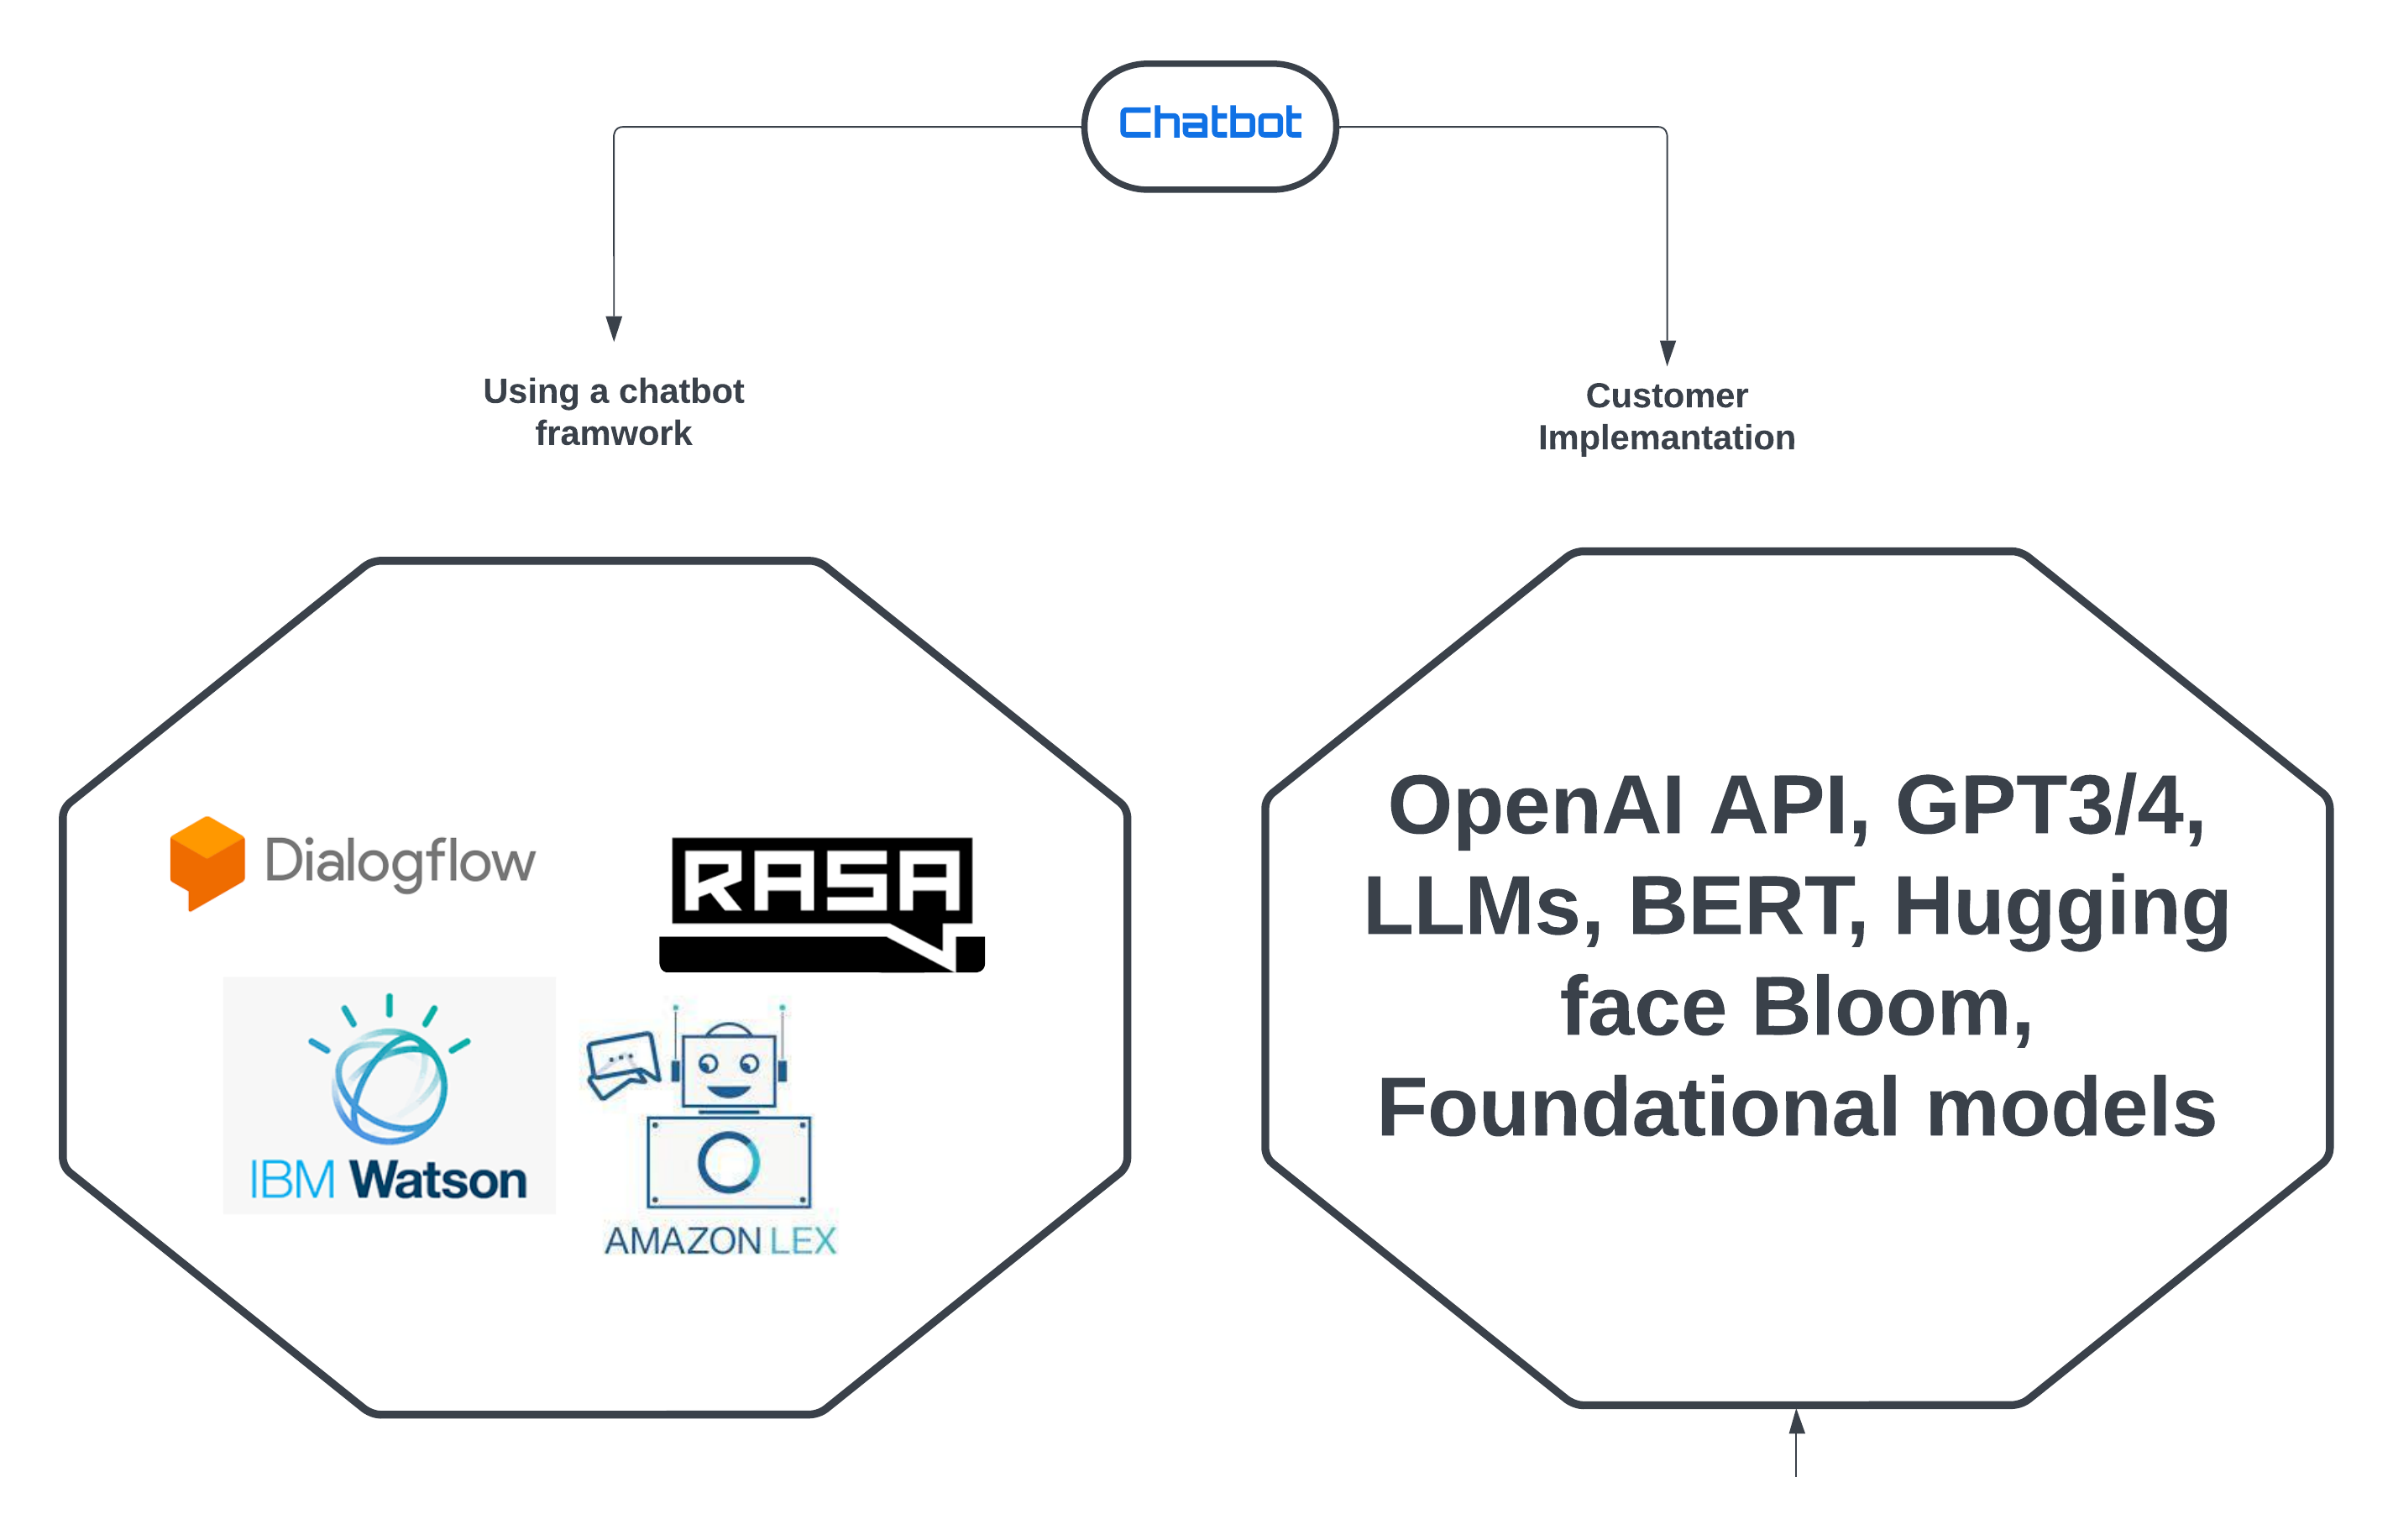 Chatbot
Using a chatbot
framwork
Customer
Implemantation
Dialogflow
RASA
IBM Watson
AMAZON LEX
OpenAI API, GPT3/4,
LLMs, BERT, Hugging
face Bloom,
Foundational models